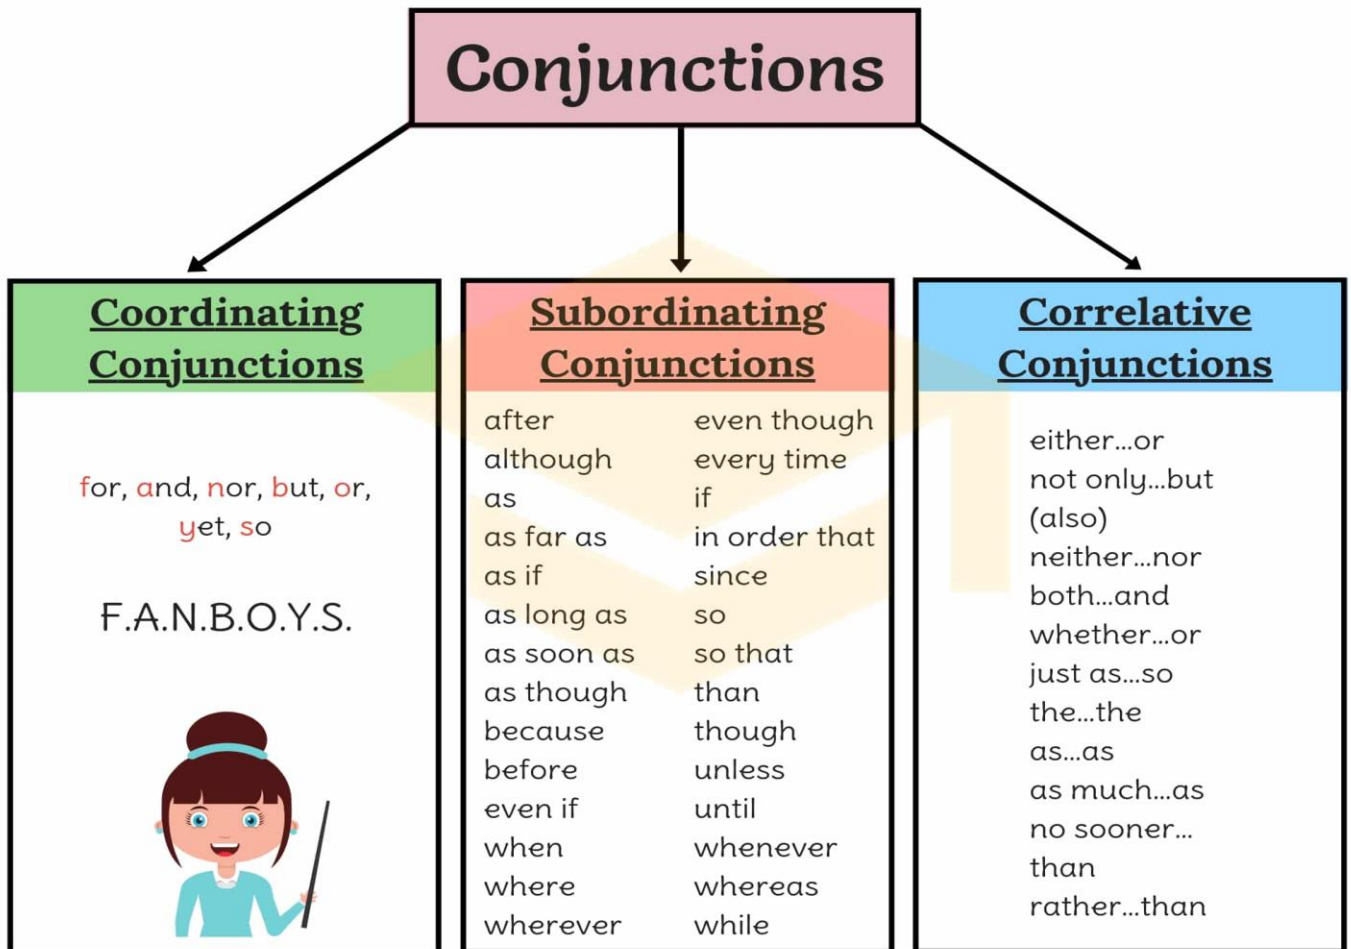 Conjunctions
Coordinating
Conjunctions
for, and, nor, but, or,
yet, so
F.A.N.B.O.Y.S.
Subordinating
Conjunctions
after
although
as
as far as
as if
as long as
as soon as
as though
because
before
even if
when
where
wherever
even though
every time
if
in order that
since
so
so that
than
though
unless
until
whenever
whereas
while
Correlative
Conjunctions
either...or
not only...but
(also)
neither...nor
both...and
whether...or
just as...so
the...the
as...as
as much...as
no sooner...
than
rather...than